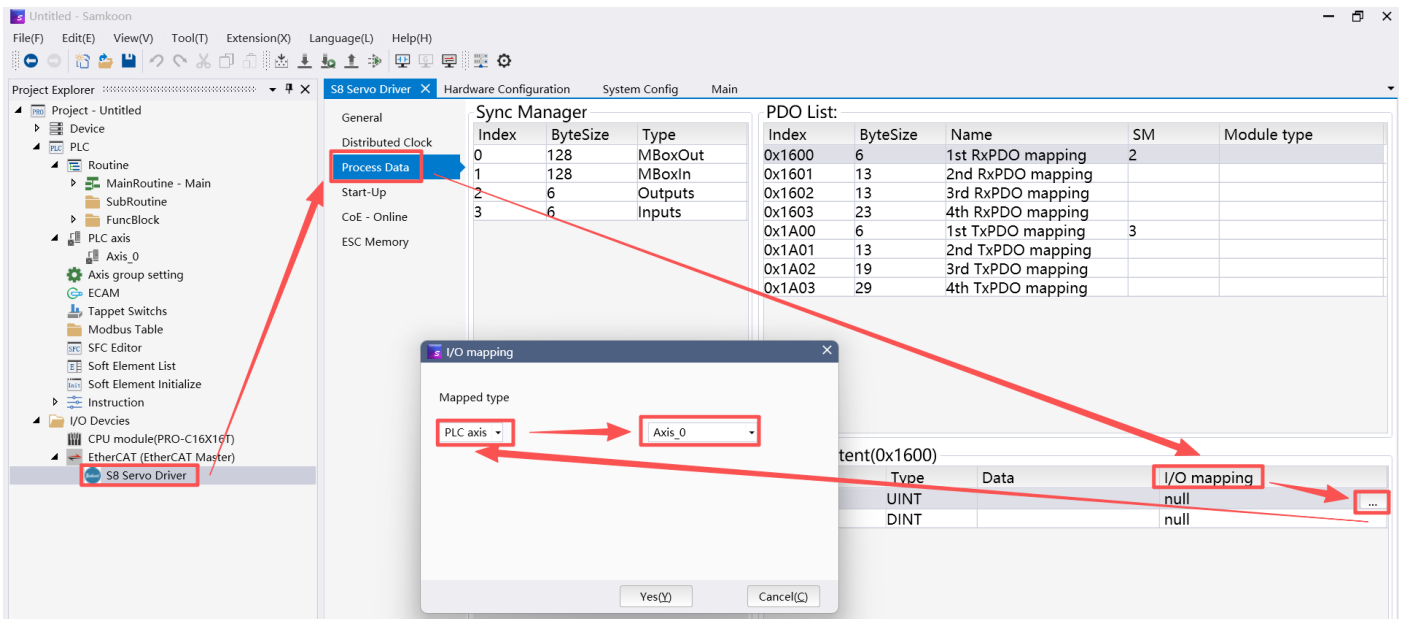 Untitled - Samkoon
File(F) Edit(E) View(V) Tool(T) Extension(X) Language(L) Help(H)
Project Explorer
Project - Untitled
Device
PLC
Routine
MainRoutine - Main
SubRoutine
FuncBlock
PLC axis
Axis_0
Axis group setting
ECAM
Tappet Switchs
Modbus Table
SFC Editor
Soft Element List
Soft Element Initialize
Instruction
I/O Devcies
CPU module(PRO-C16X16T)
EtherCAT (EtherCAT Master)
S8 Servo Driver
S8 Servo Driver Hardware Configuration System Config Main
General
Distributed Clock
Process Data
Start-Up
CoE - Online
ESC Memory
Sync Manager
Index ByteSize Type
0 128 MBoxOut
1 128 MBoxIn
2 6 Outputs
3 6 Inputs
PDO List:
Index ByteSize Name SM Module type
0x1600 6 1st RxPDO mapping 2
0x1601 13 2nd RxPDO mapping
0x1602 13 3rd RxPDO mapping
0x1603 23 4th RxPDO mapping
0x1A00 6 1st TxPDO mapping 3
0x1A01 13 2nd TxPDO mapping
0x1A02 19 3rd TxPDO mapping
0x1A03 29 4th TxPDO mapping
I/O mapping
Mapped type
PLC axis Axis_0
Yes(Y) Cancel(C)
tent(0x1600)
Type Data I/O mapping
UINT null ...
DINT null